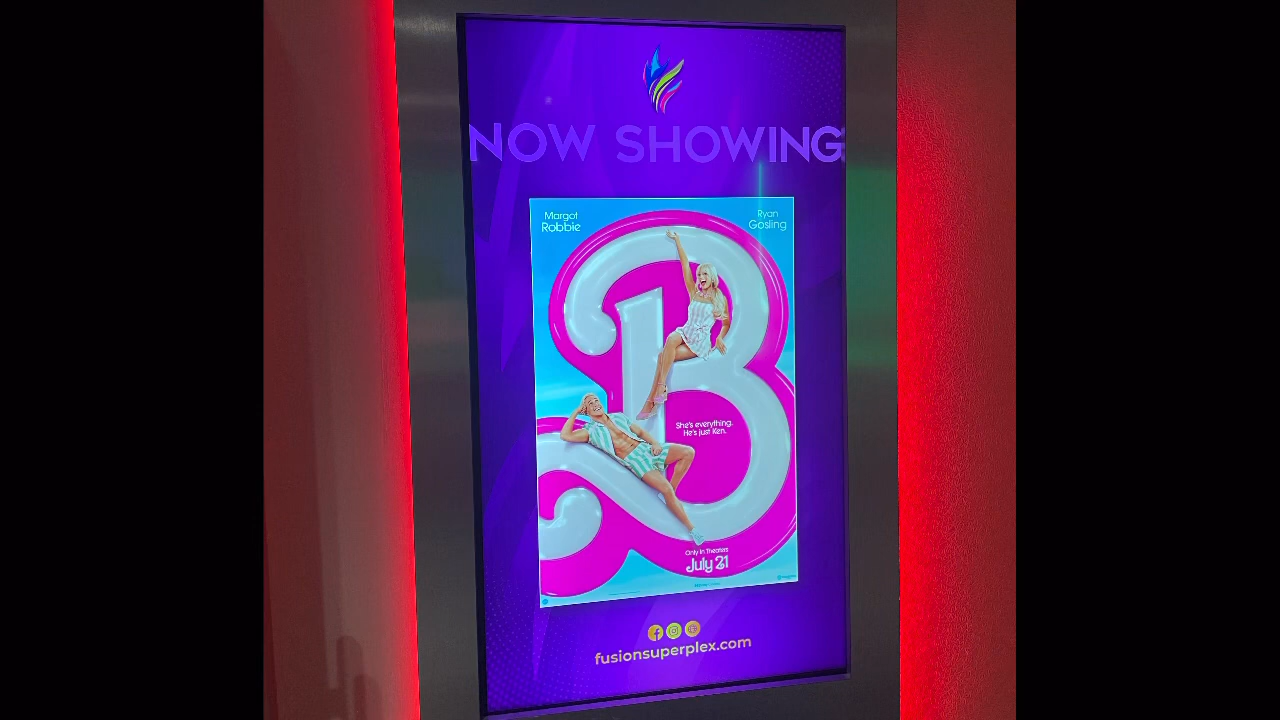 NOW SHOWING
Margot
Robbie
Ryan
Gosling
She's everything.
He's just Ken.
Only in Theaters
July 21
fusionsuperplex.com